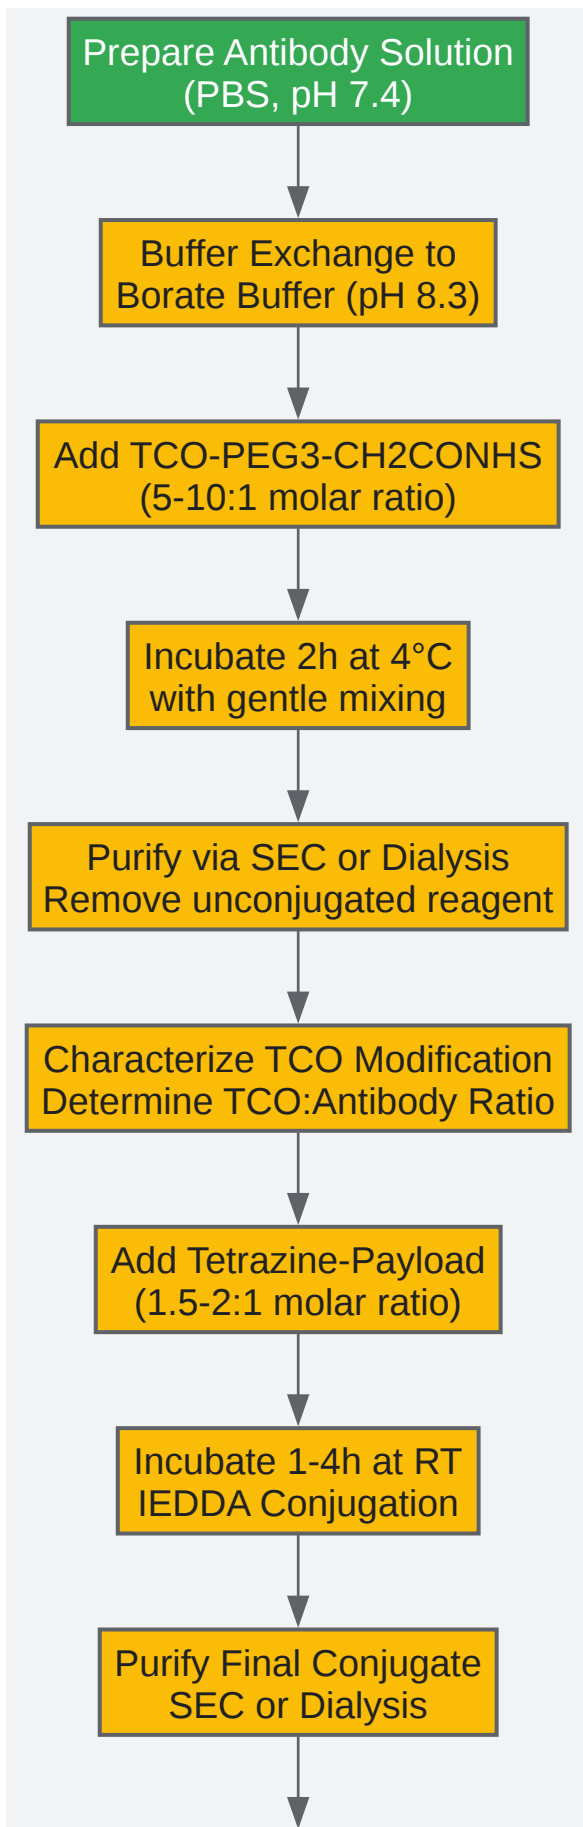 Prepare Antibody Solution
(PBS, pH 7.4)
Buffer Exchange to
Borate Buffer (pH 8.3)
Add TCO-PEG3-CH2CONHS
(5-10:1 molar ratio)
Incubate 2h at 4°C
with gentle mixing
Purify via SEC or Dialysis
Remove unconjugated reagent
Characterize TCO Modification
Determine TCO:Antibody Ratio
Add Tetrazine-Payload
(1.5-2:1 molar ratio)
Incubate 1-4h at RT
IEDDA Conjugation
Purify Final Conjugate
SEC or Dialysis